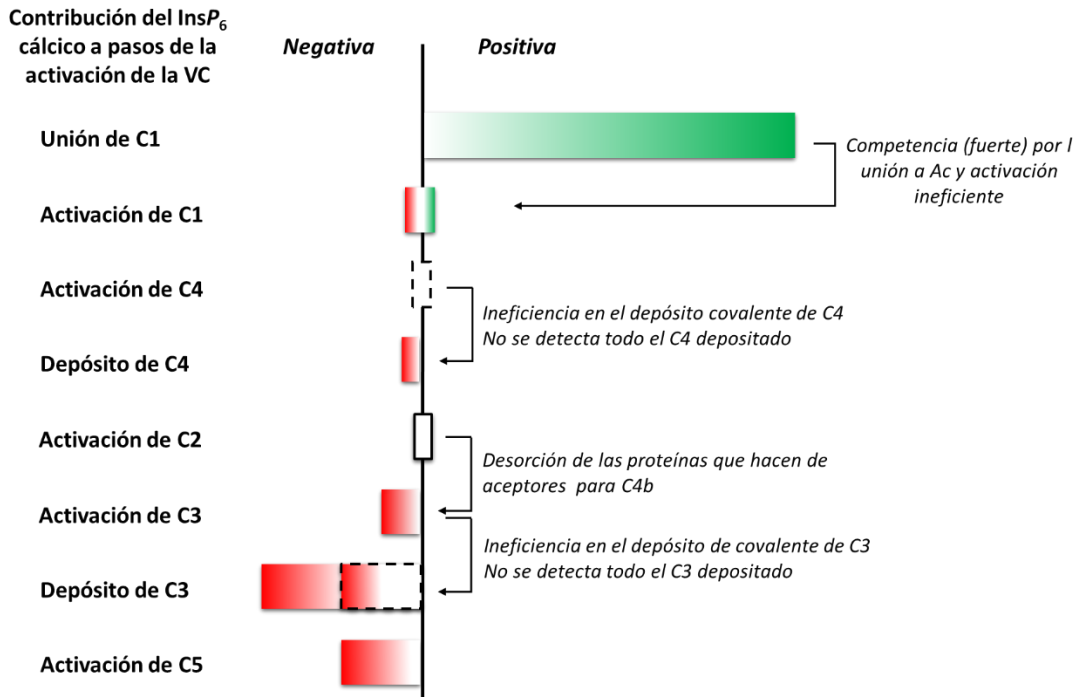 Contribución del InsP6
cálcico a pasos de la
activación de la VC
Negativa
Positiva
Unión de C1
Competencia (fuerte) por l
unión a Ac y activación
ineficiente
Activación de C1
Activación de C4
Ineficiencia en el depósito covalente de C4
No se detecta todo el C4 depositado
Depósito de C4
Activación de C2
Desorción de las proteínas que hacen de
aceptores para C4b
Activación de C3
Ineficiencia en el depósito de covalente de C3
No se detecta todo el C3 depositado
Depósito de C3
Activación de C5